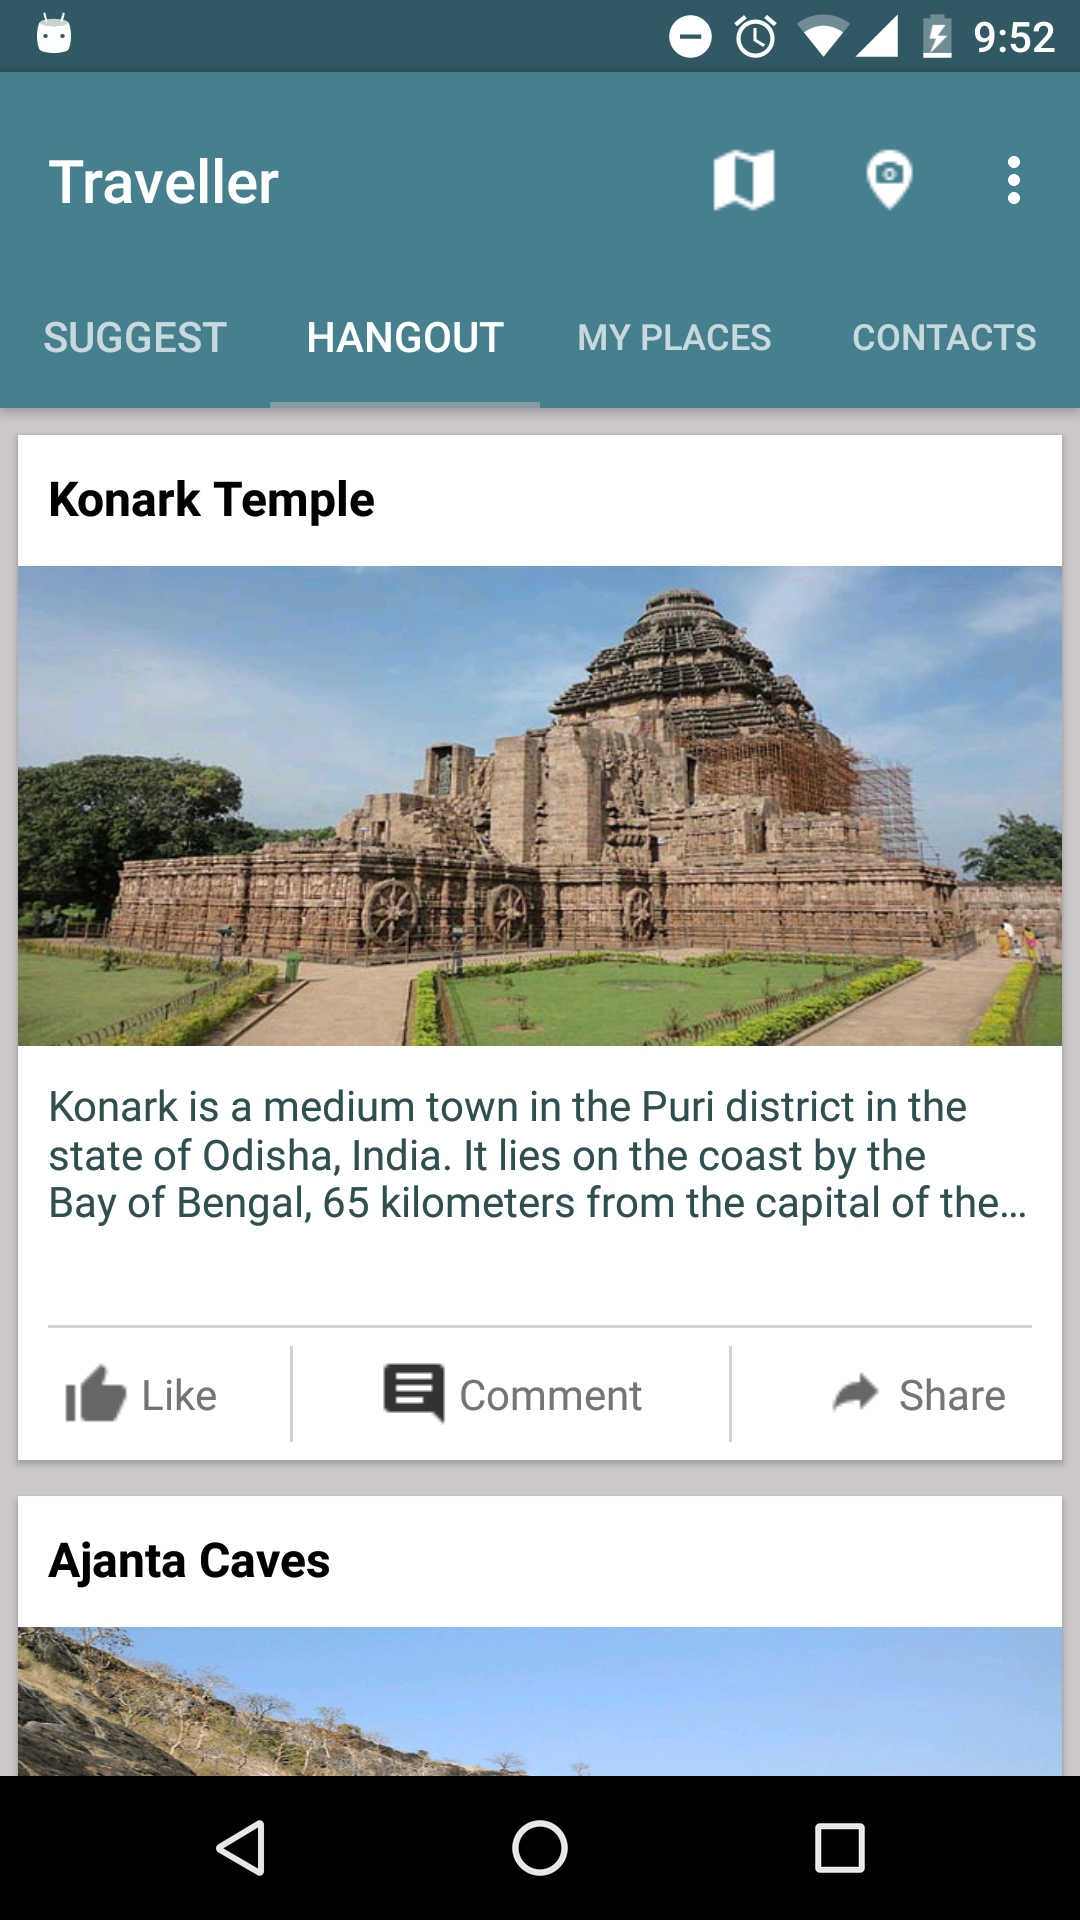 9:52
Traveller
SUGGEST
HANGOUT
MY PLACES
CONTACTS
Konark Temple
Konark is a medium town in the Puri district in the
state of Odisha, India. It lies on the coast by the
Bay of Bengal, 65 kilometers from the capital of the...
Like
Comment
Share
Ajanta Caves